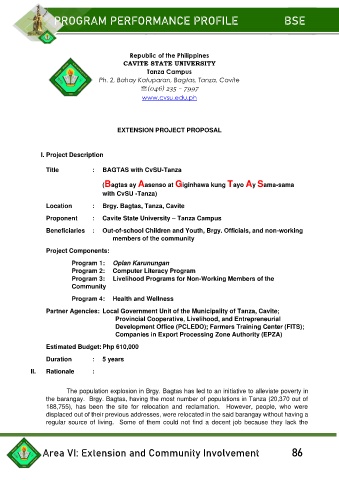 PROGRAM PERFORMANCE PROFILE BSE
Republic of the Philippines
CAVITE STATE UNIVERSITY
Tanza Campus
Ph. 2, Bahay Katuparan, Bagtas, Tanza, Cavite
☏(046) 235 - 7997
www.cvsu.edu.ph
EXTENSION PROJECT PROPOSAL
I. Project Description
Title : BAGTAS with CvSU-Tanza
(Bagtas ay Aasenso at Giginhawa kung Tayo Ay Sama-sama
with CvSU -Tanza)
Location : Brgy. Bagtas, Tanza, Cavite
Proponent : Cavite State University – Tanza Campus
Beneficiaries : Out-of-school Children and Youth, Brgy. Officials, and non-working
members of the community
Project Components:
Program 1: Oplan Karunungan
Program 2: Computer Literacy Program
Program 3: Livelihood Programs for Non-Working Members of the
Community
Program 4: Health and Wellness
Partner Agencies: Local Government Unit of the Municipality of Tanza, Cavite;
Provincial Cooperative, Livelihood, and Entrepreneurial
Development Office (PCLEDO); Farmers Training Center (FITS);
Companies in Export Processing Zone Authority (EPZA)
Estimated Budget: Php 610,000
Duration : 5 years
II. Rationale :
The population explosion in Brgy. Bagtas has led to an initiative to alleviate poverty in
the barangay. Brgy. Bagtas, having the most number of populations in Tanza (20,370 out of
188,755), has been the site for relocation and reclamation. However, people, who were
displaced out of their previous addresses, were relocated in the said barangay without having a
regular source of living. Some of them could not find a decent job because they lack the
Area VI: Extension and Community Involvement 86